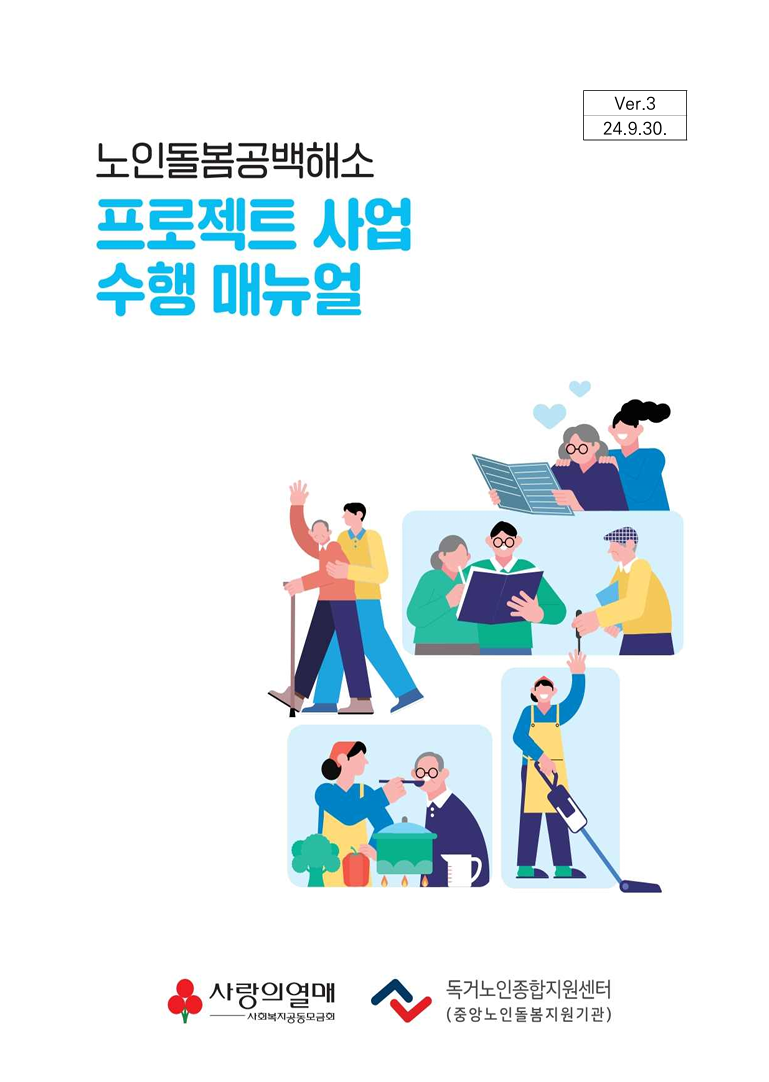 Ver.3
24.9.30.
노인돌봄공백해소
프로젝트 사업
수행 매뉴얼
사랑의열매
사회복지공동모금회
독거노인종합지원센터
(중앙노인돌봄지원기관)